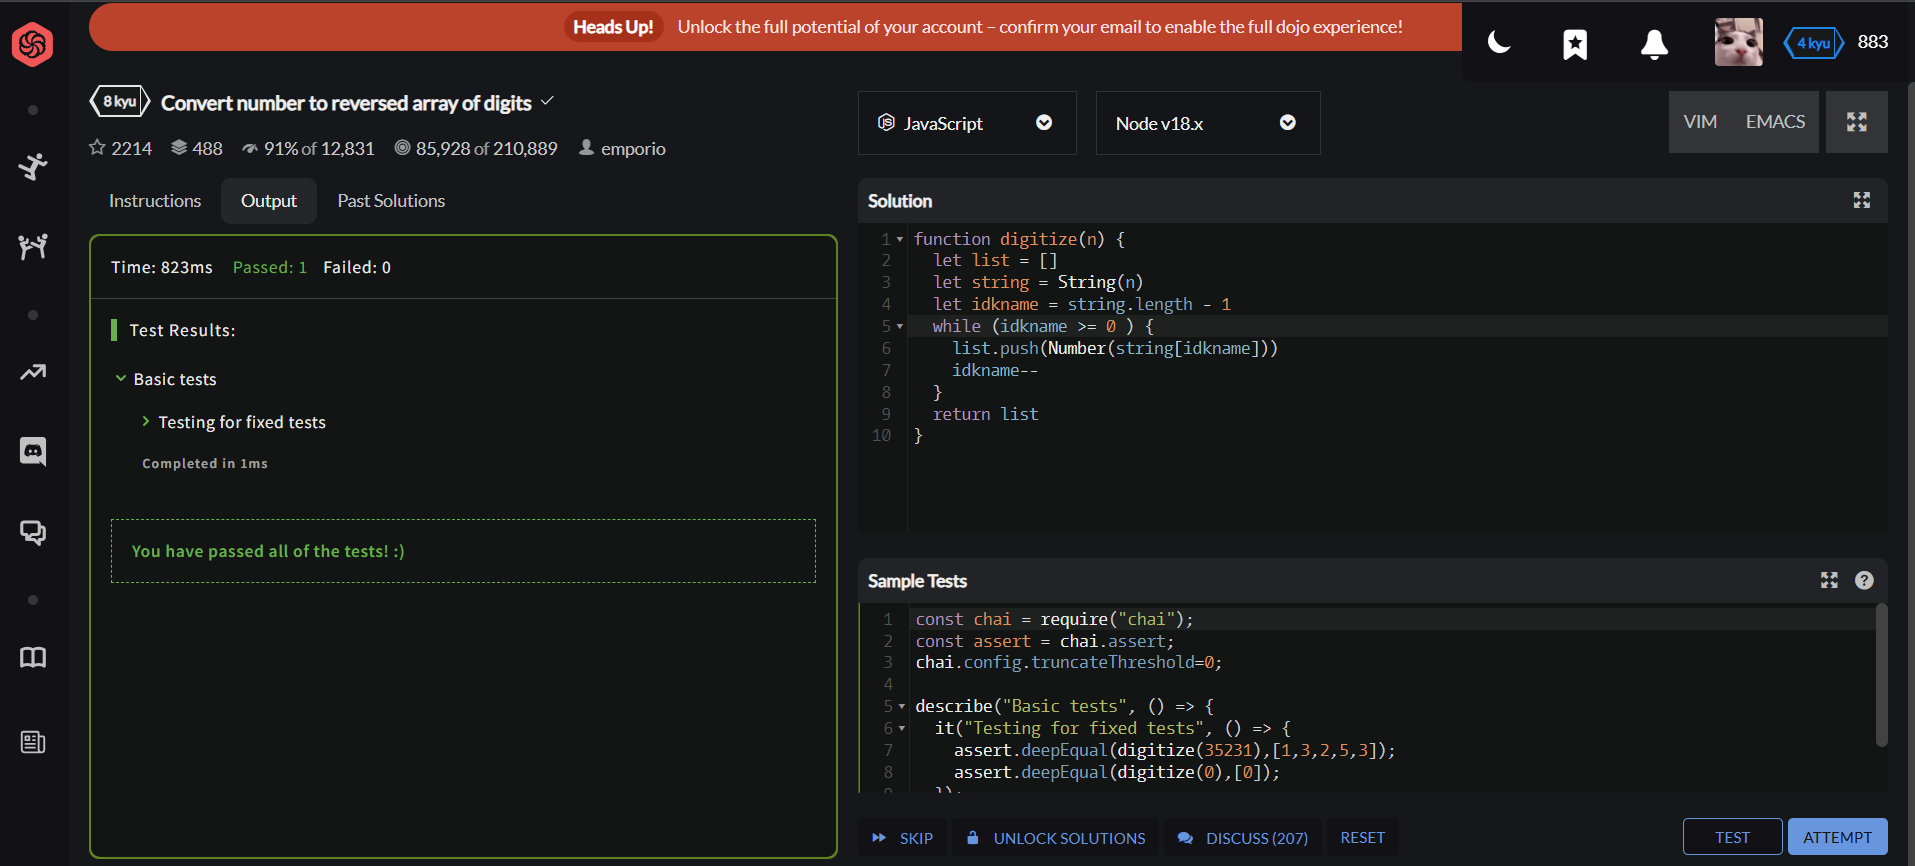 Heads Up! Unlock the full potential of your account – confirm your email to enable the full dojo experience!
4 kyu 883
8 kyu Convert number to reversed array of digits
2214 488 91% of 12,831 85,928 of 210,889 emporio
Instructions Output Past Solutions
Time: 823ms Passed: 1 Failed: 0
Test Results:
Basic tests
Testing for fixed tests
Completed in 1ms
You have passed all of the tests! :)
JavaScript Node v18.x VIM EMACS
Solution
1 function digitize(n) {
2 let list = []
3 let string = String(n)
4 let idkname = string.length - 1
5 while (idkname >= 0 ) {
6 list.push(Number(string[idkname]))
7 idkname--
8 }
9 return list
10 }
Sample Tests
1 const chai = require("chai");
2 const assert = chai.assert;
3 chai.config.truncateThreshold=0;
4
5 describe("Basic tests", () => {
6 it("Testing for fixed tests", () => {
7 assert.deepEqual(digitize(35231),[1,3,2,5,3]);
8 assert.deepEqual(digitize(0),[0]);
9 });
SKIP UNLOCK SOLUTIONS DISCUSS (207) RESET TEST ATTEMPT